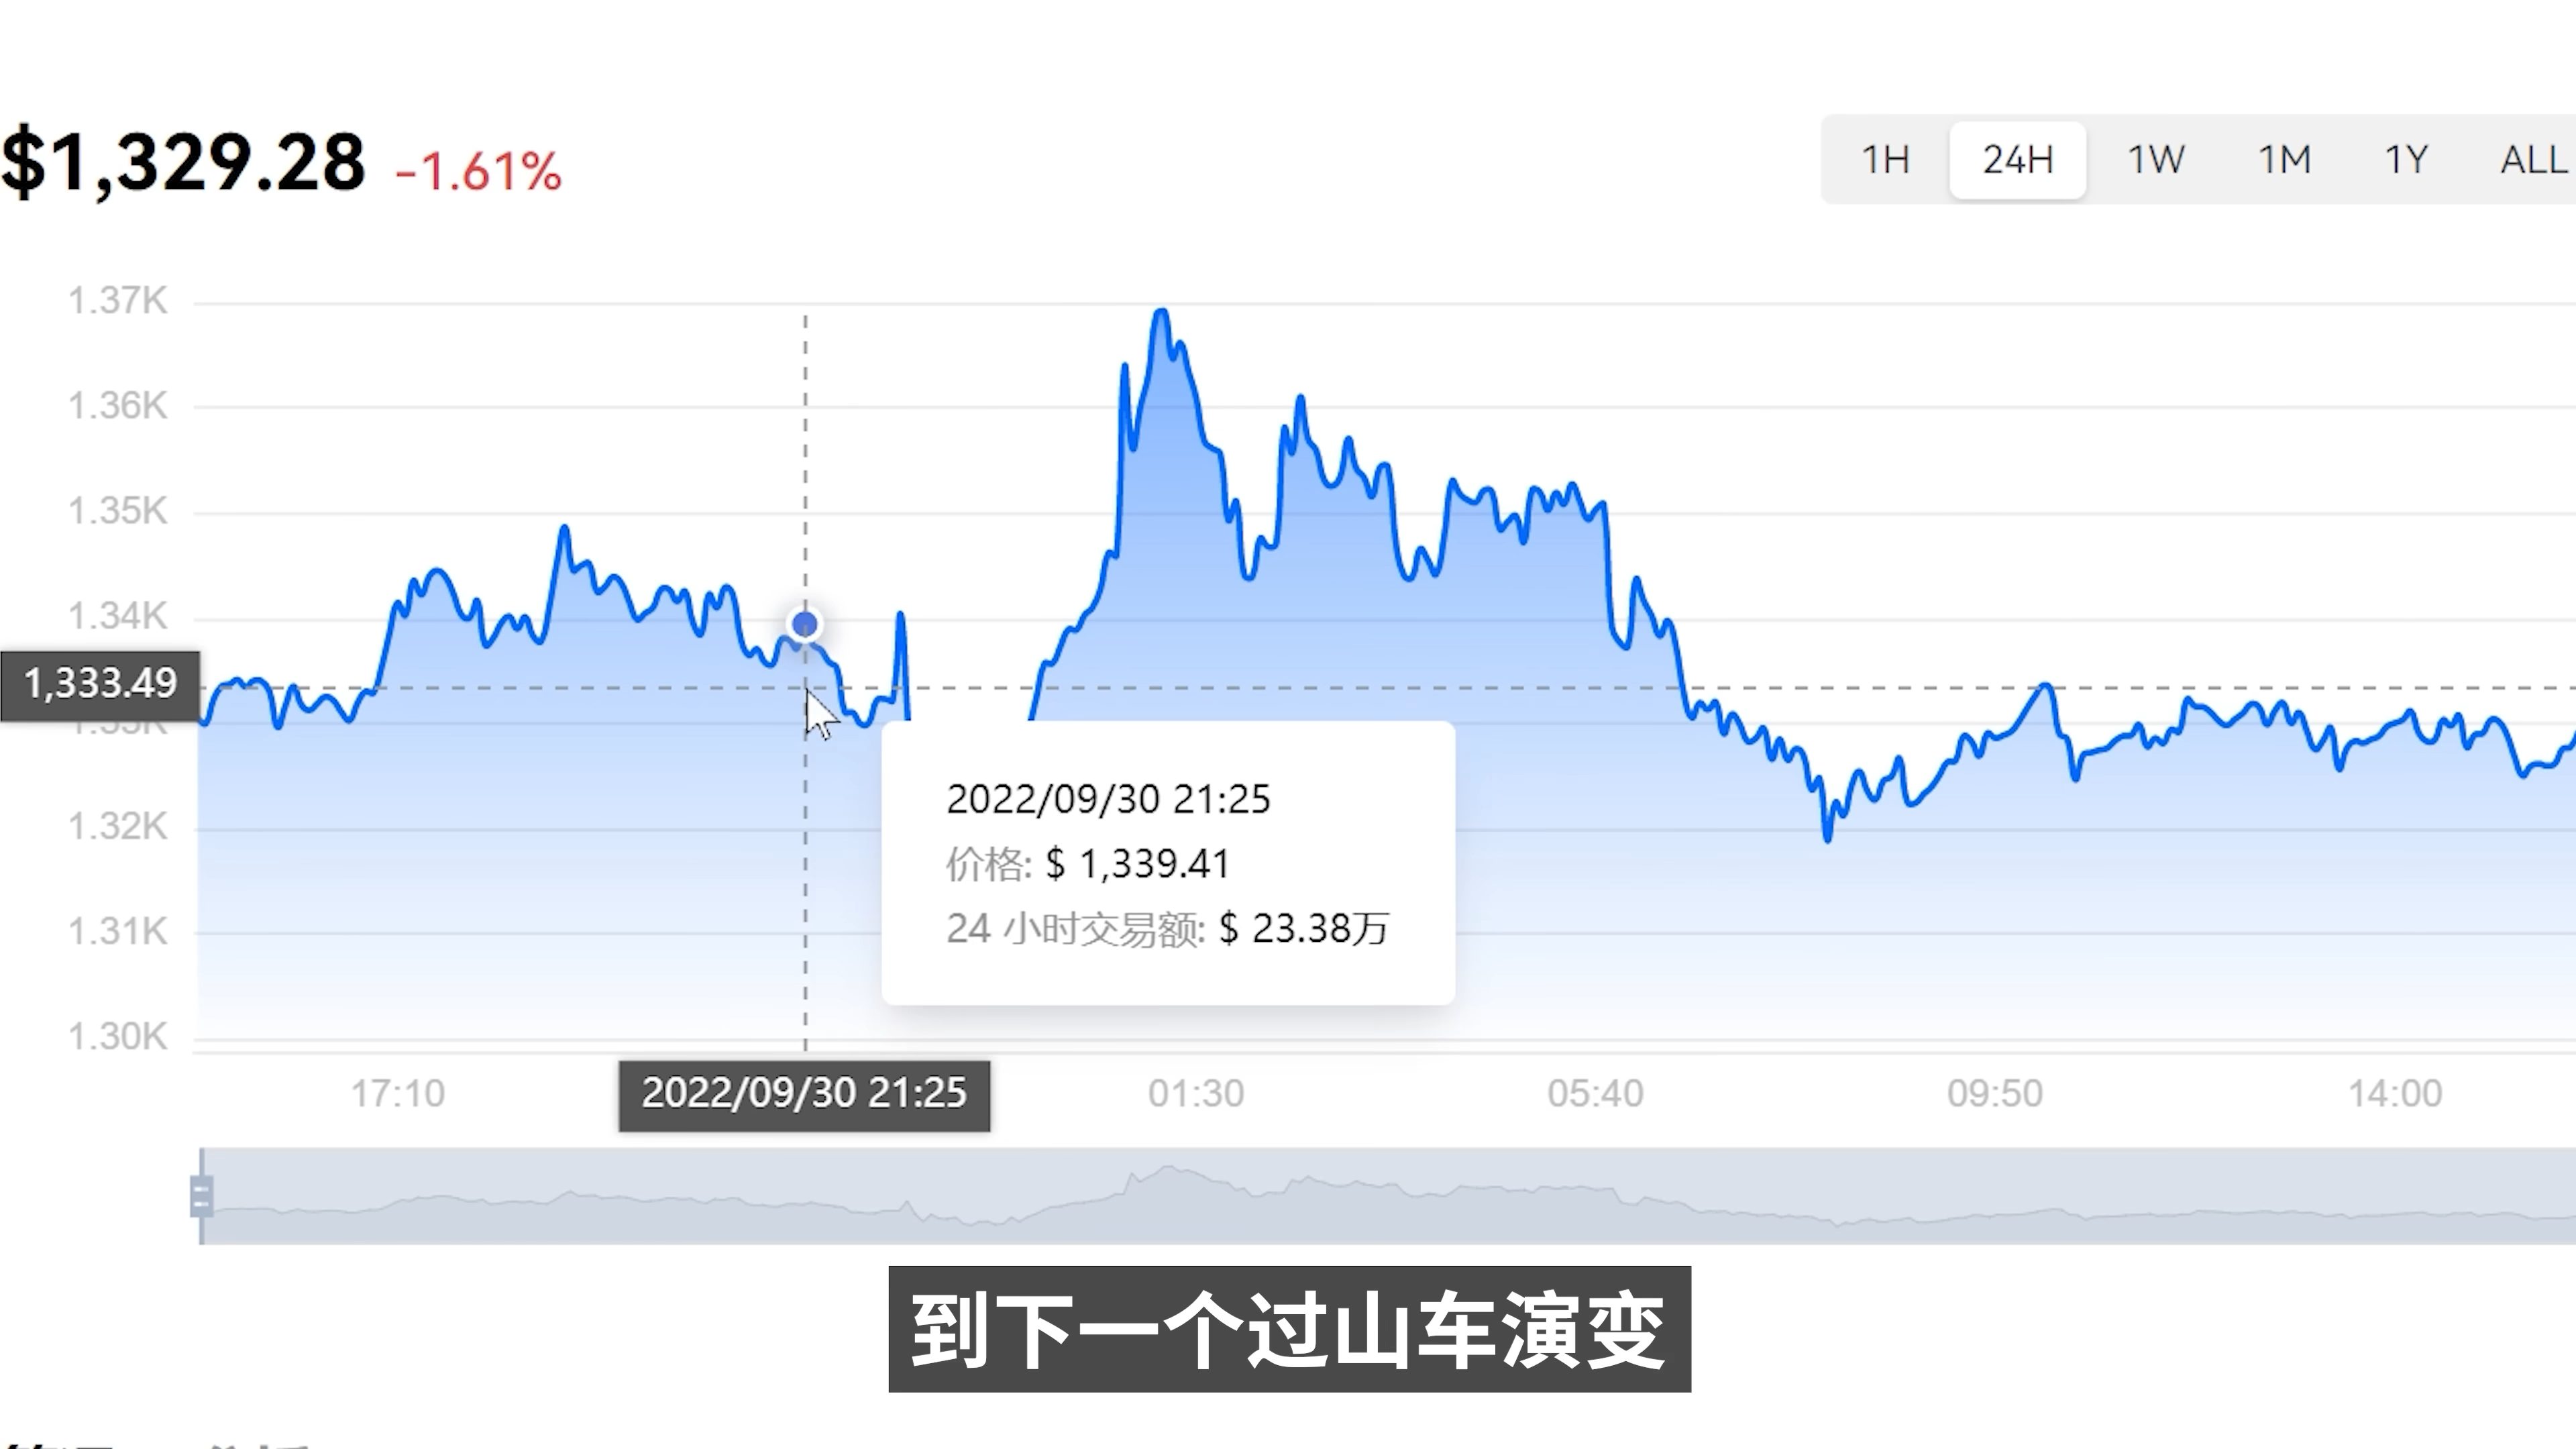 $1,329.28 -1.61%
1H 24H 1W 1M 1Y ALL
1.37K
1.36K
1.35K
1.34K
1,333.49
1.32K
1.31K
1.30K
2022/09/30 21:25
价格: $ 1,339.41
24 小时交易额: $ 23.38万
17:10 2022/09/30 21:25 01:30 05:40 09:50 14:00
到下一个过山车演变